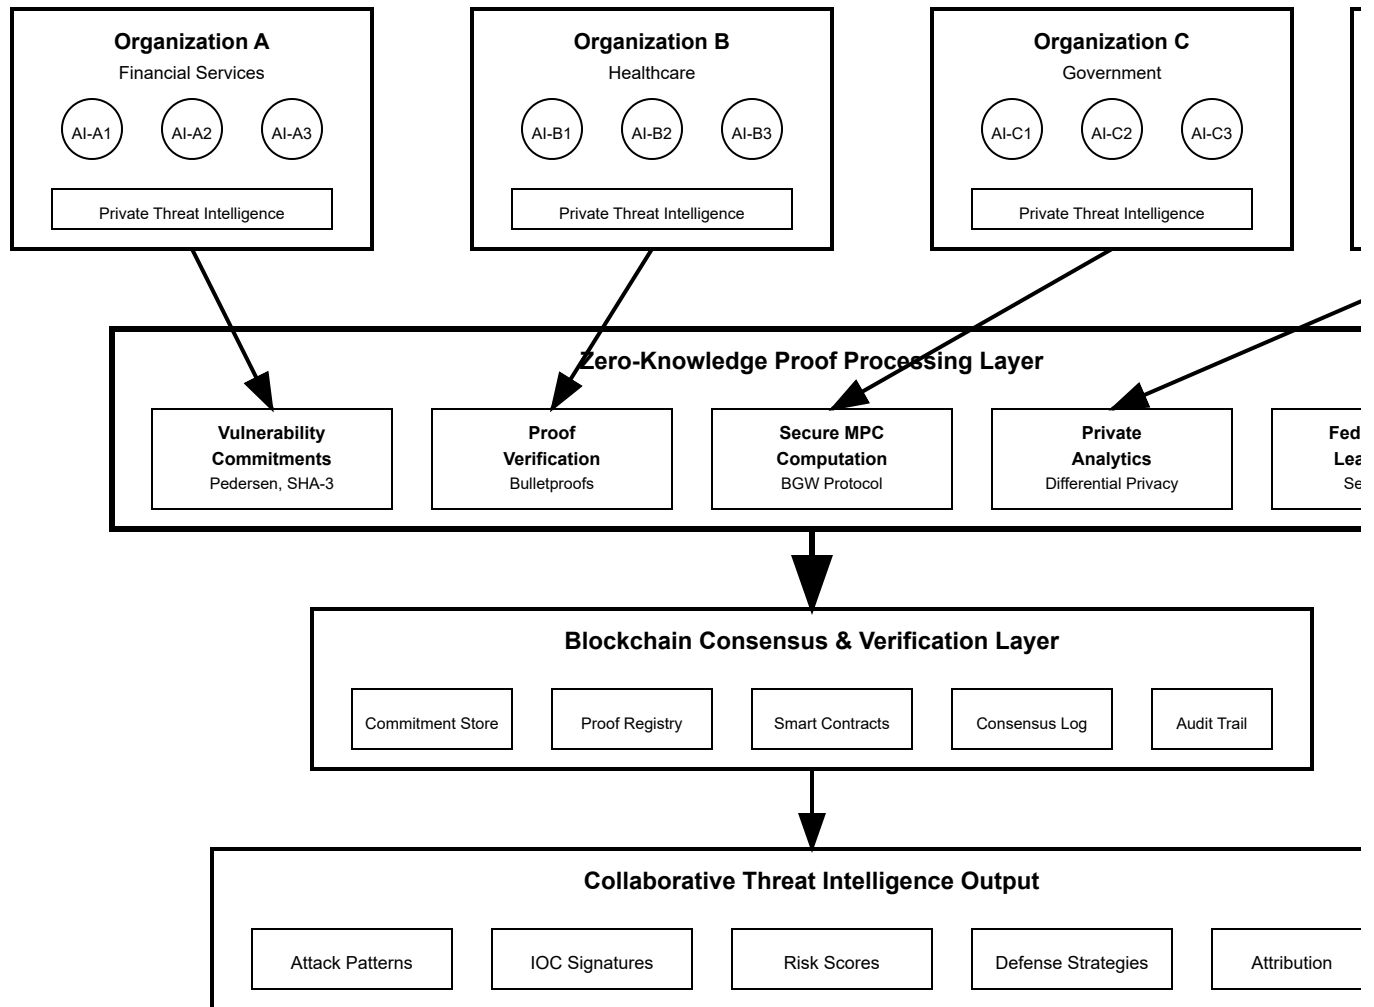 Organization A
Financial Services
AI-A1 AI-A2 AI-A3
Private Threat Intelligence
Organization B
Healthcare
AI-B1 AI-B2 AI-B3
Private Threat Intelligence
Organization C
Government
AI-C1 AI-C2 AI-C3
Private Threat Intelligence
Zero-Knowledge Proof Processing Layer
Vulnerability
Commitments
Pedersen, SHA-3
Proof
Verification
Bulletproofs
Secure MPC
Computation
BGW Protocol
Private
Analytics
Differential Privacy
Fed
Lea
Se
Blockchain Consensus & Verification Layer
Commitment Store
Proof Registry
Smart Contracts
Consensus Log
Audit Trail
Collaborative Threat Intelligence Output
Attack Patterns
IOC Signatures
Risk Scores
Defense Strategies
Attribution